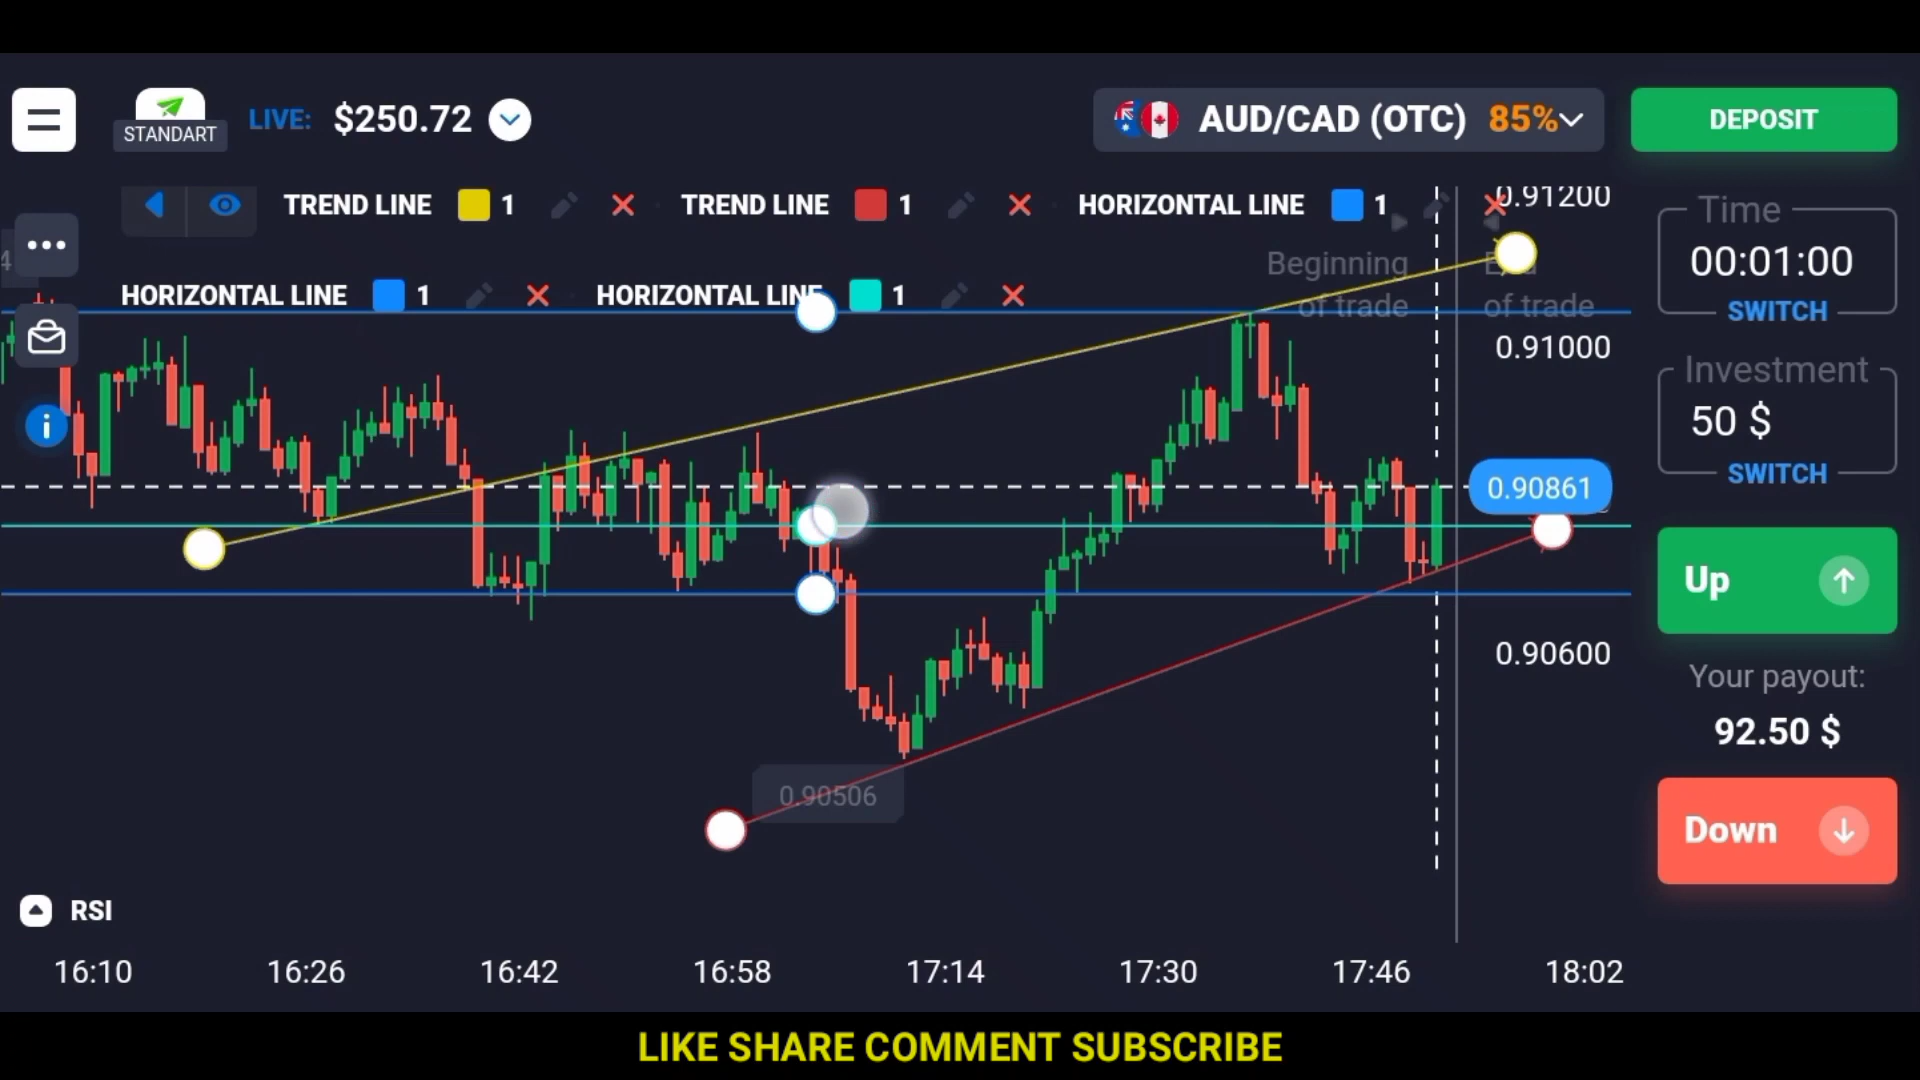 STANDART
LIVE: $250.72
AUD/CAD (OTC) 85%
DEPOSIT
TREND LINE 1
TREND LINE 1
HORIZONTAL LINE 1
HORIZONTAL LINE 1
HORIZONTAL LINE 1
Beginning
of trade
End
of trade
0.91200
0.91000
0.90861
0.90600
0.90506
4
Time
00:01:00
SWITCH
Investment
50 $
SWITCH
Up
Your payout:
92.50 $
Down
RSI
16:10 16:26 16:42 16:58 17:14 17:30 17:46 18:02
LIKE SHARE COMMENT SUBSCRIBE